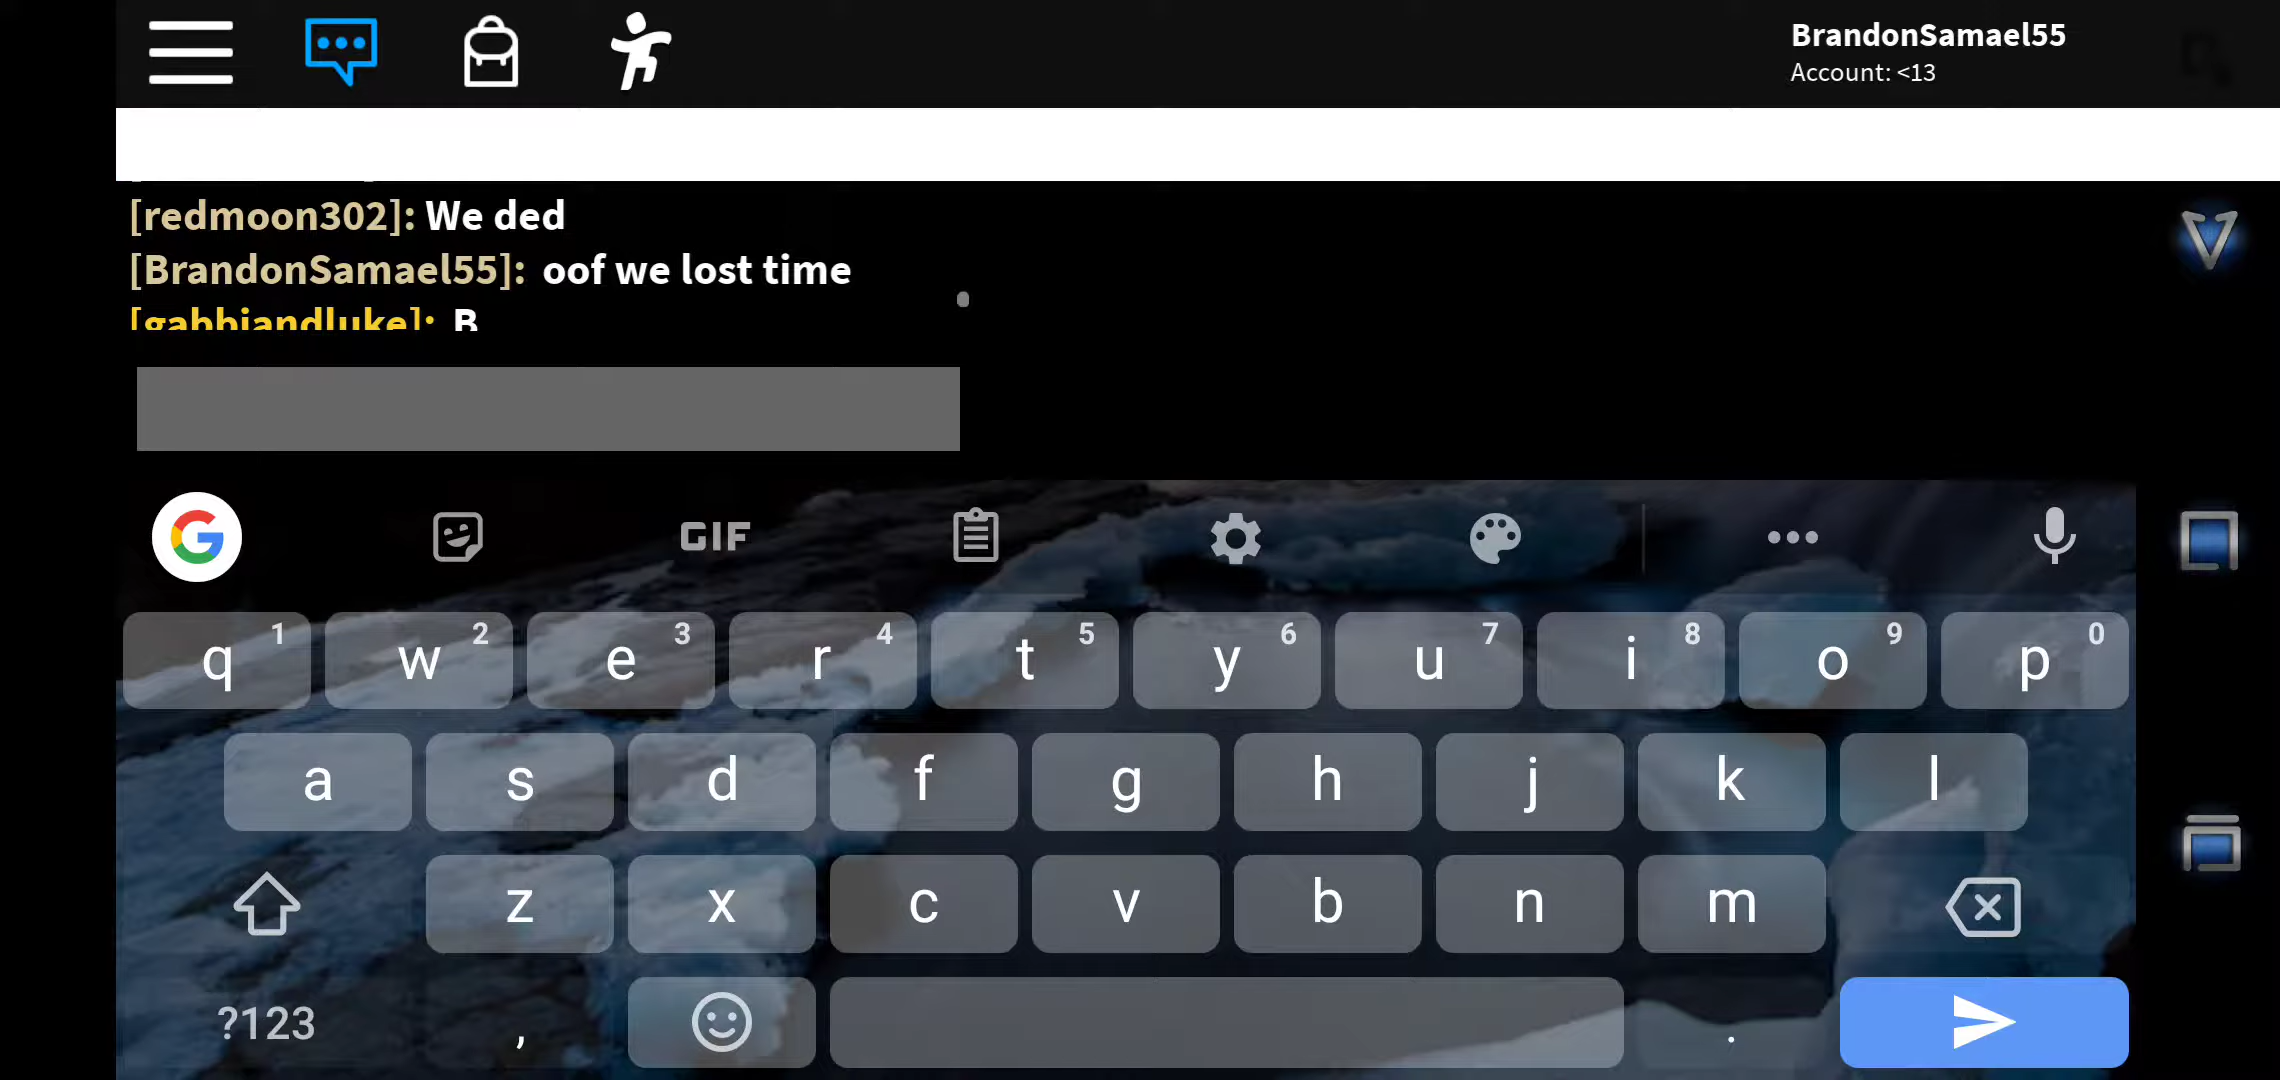 BrandonSamael55
Account: <13
[redmoon302]: We ded
[BrandonSamael55]: oof we lost time
[gabbiandluke]: B
G GIF
q 1 w 2 e 3 r 4 t 5 y 6 u 7 i 8 o 9 p 0
a s d f g h j k l
z x c v b n m
?123 , .